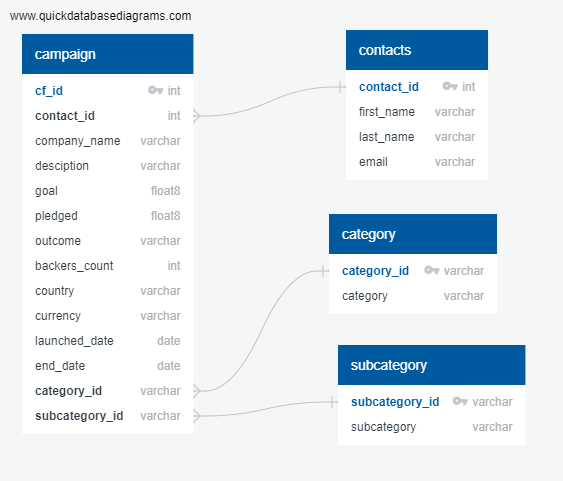 www.quickdatabasediagrams.com
campaign
cf_id int
contact_id int
company_name varchar
desciption varchar
goal float8
pledged float8
outcome varchar
backers_count int
country varchar
currency varchar
launched_date date
end_date date
category_id varchar
subcategory_id varchar
contacts
contact_id int
first_name varchar
last_name varchar
email varchar
category
category_id varchar
category varchar
subcategory
subcategory_id varchar
subcategory varchar